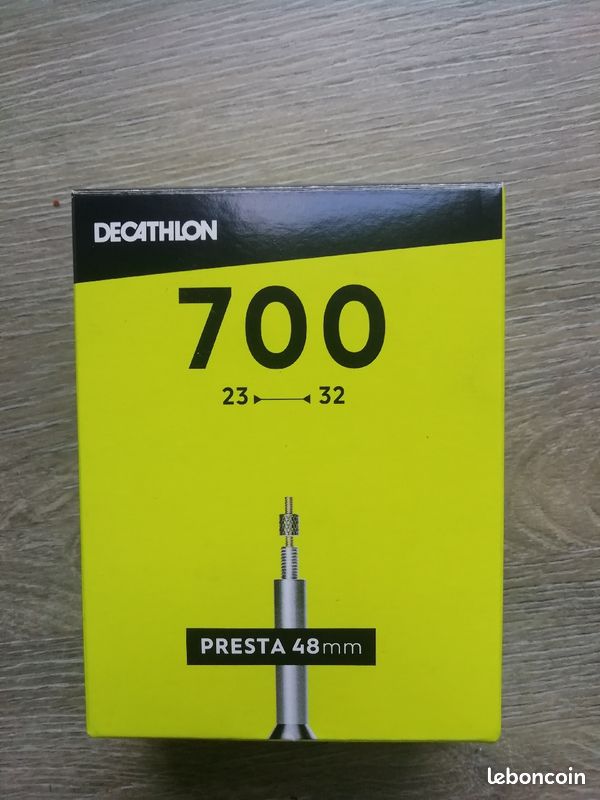 DECATHLON
700
23 32
PRESTA 48mm
leboncoin